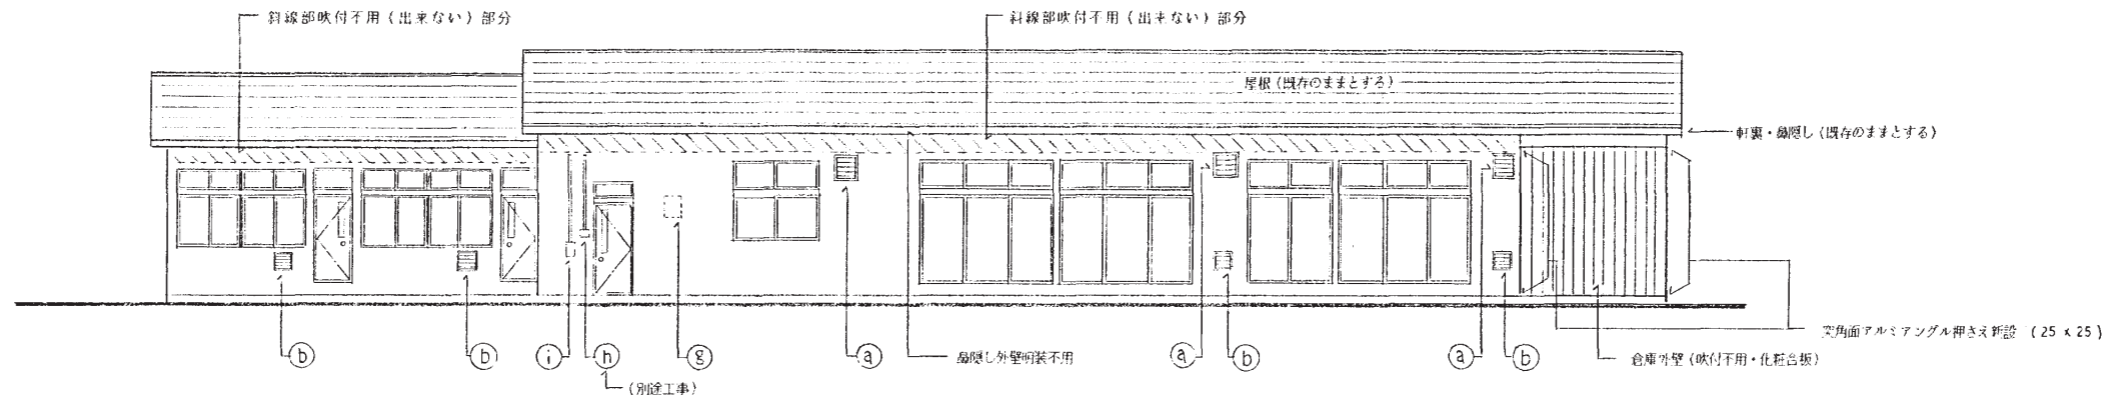 斜線部吹付不用(出来ない)部分
斜線部吹付不用(出来ない)部分
屋根(既存のままとする)
軒裏・鼻隠し(既存のままとする)
b
b
i
h
g
a
鼻隠し外壁明装不用
a
b
a
b
(別途工事)
アルミアングル押さえ新設 (25 x 25)
倉庫外壁(吹付不用・化粧合板)